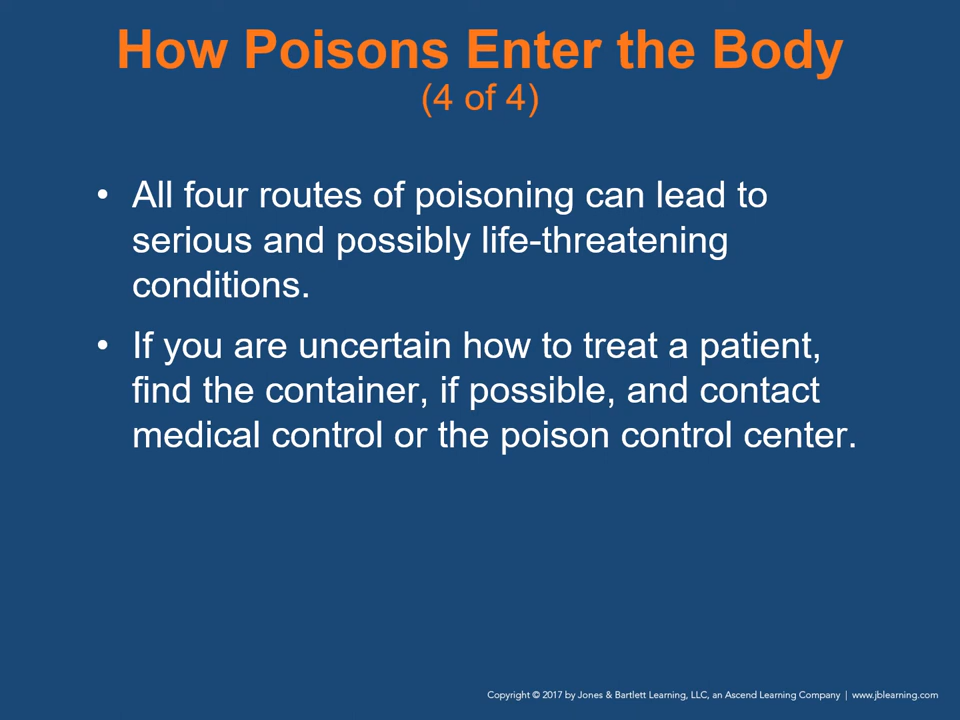 How Poisons Enter the Body
(4 of 4)
• All four routes of poisoning can lead to
serious and possibly life-threatening
conditions.
• If you are uncertain how to treat a patient,
find the container, if possible, and contact
medical control or the poison control center.
Copyright © 2017 by Jones & Bartlett Learning, LLC, an Ascend Learning Company | www.jblearning.com